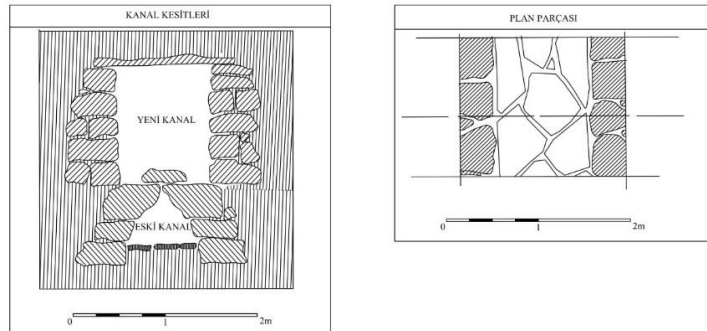 KANAL KESİTLERİ
YENİ KANAL
ESKİ KANAL
0 1 2m
PLAN PARÇASI
0 1 2m